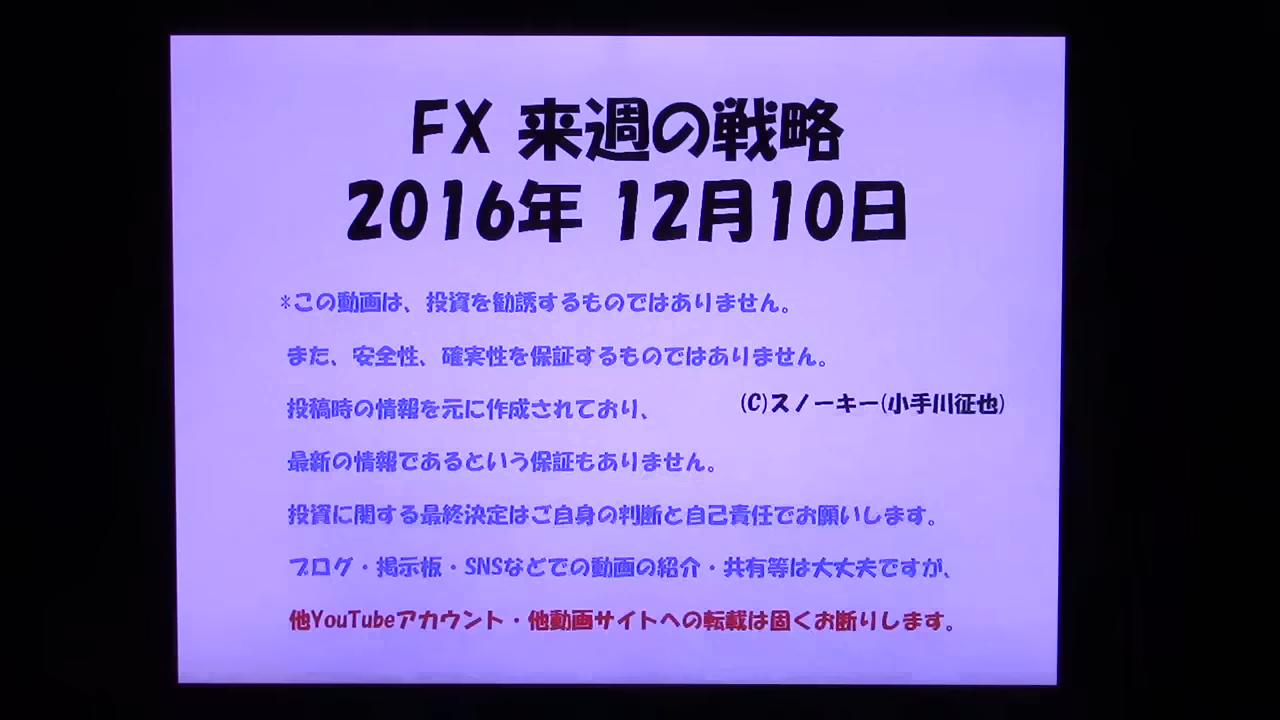 FX 来週の戦略
2016年 12月10日
*この動画は、投資を勧誘するものではありません。
また、安全性、確実性を保証するものではありません。
投稿時の情報を元に作成されており、
(C)スノーキー(小手川征也)
最新の情報であるという保証もありません。
投資に関する最終決定はご自身の判断と自己責任でお願いします。
ブログ・掲示板・SNSなどでの動画の紹介・共有等は大丈夫ですが、
他YouTubeアカウント・他動画サイトへの転載は固くお断りします。